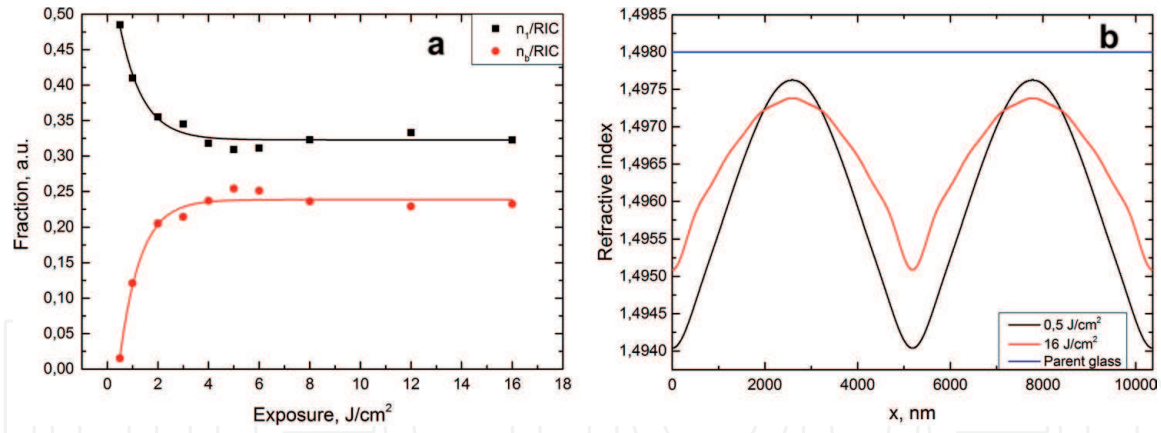 a
n₁/RIC
n_b/RIC
0,50
0,45
0,40
0,35
0,30
0,25
0,20
0,15
0,10
0,05
0,00
Fraction, a.u.
0 2 4 6 8 10 12 14 16 18
Exposure, J/cm²
b
1,4985
1,4980
1,4975
1,4970
1,4965
1,4960
1,4955
1,4950
1,4945
1,4940
Refractive index
0,5 J/cm²
16 J/cm²
Parent glass
0 2000 4000 6000 8000 10000
x, nm